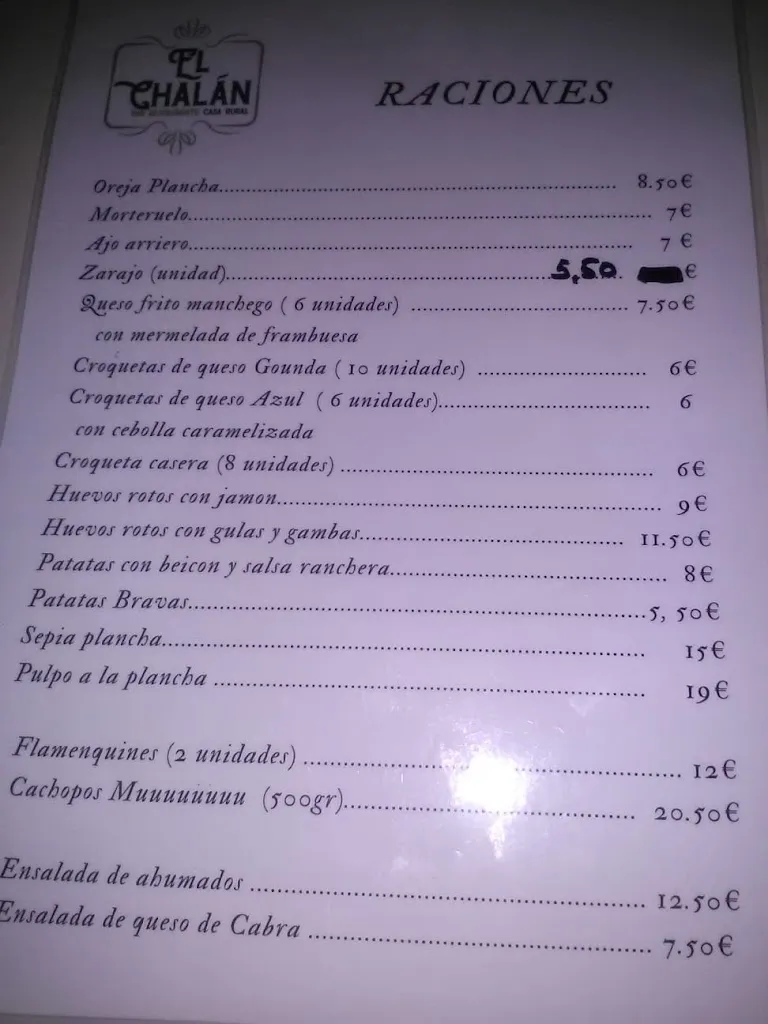 EL
CHALÁN
BAR RESTAURANTE CASA RURAL
RACIONES
Oreja Plancha........ 8.50€
Morteruelo........ 7€
Ajo arriero........ 7 €
Zarajo (unidad)........ 5,50. €
Queso frito manchego ( 6 unidades) ........ 7.50€
con mermelada de frambuesa
Croquetas de queso Gounda ( 10 unidades) ........ 6€
Croquetas de queso Azul ( 6 unidades)........ 6
con cebolla caramelizada
Croqueta casera (8 unidades) ........ 6€
Huevos rotos con jamon........ 9€
Huevos rotos con gulas y gambas........ 11.50€
Patatas con beicon y salsa ranchera........ 8€
Patatas Bravas........5, 50€
Sepia plancha........ 15€
Pulpo a la plancha ........ 19€
Flamenquines (2 unidades) ........ 12€
Cachopos Muuuuuuuu (500gr)........ 20.50€
Ensalada de ahumados ........ 12.50€
Ensalada de queso de Cabra ........ 7.50€